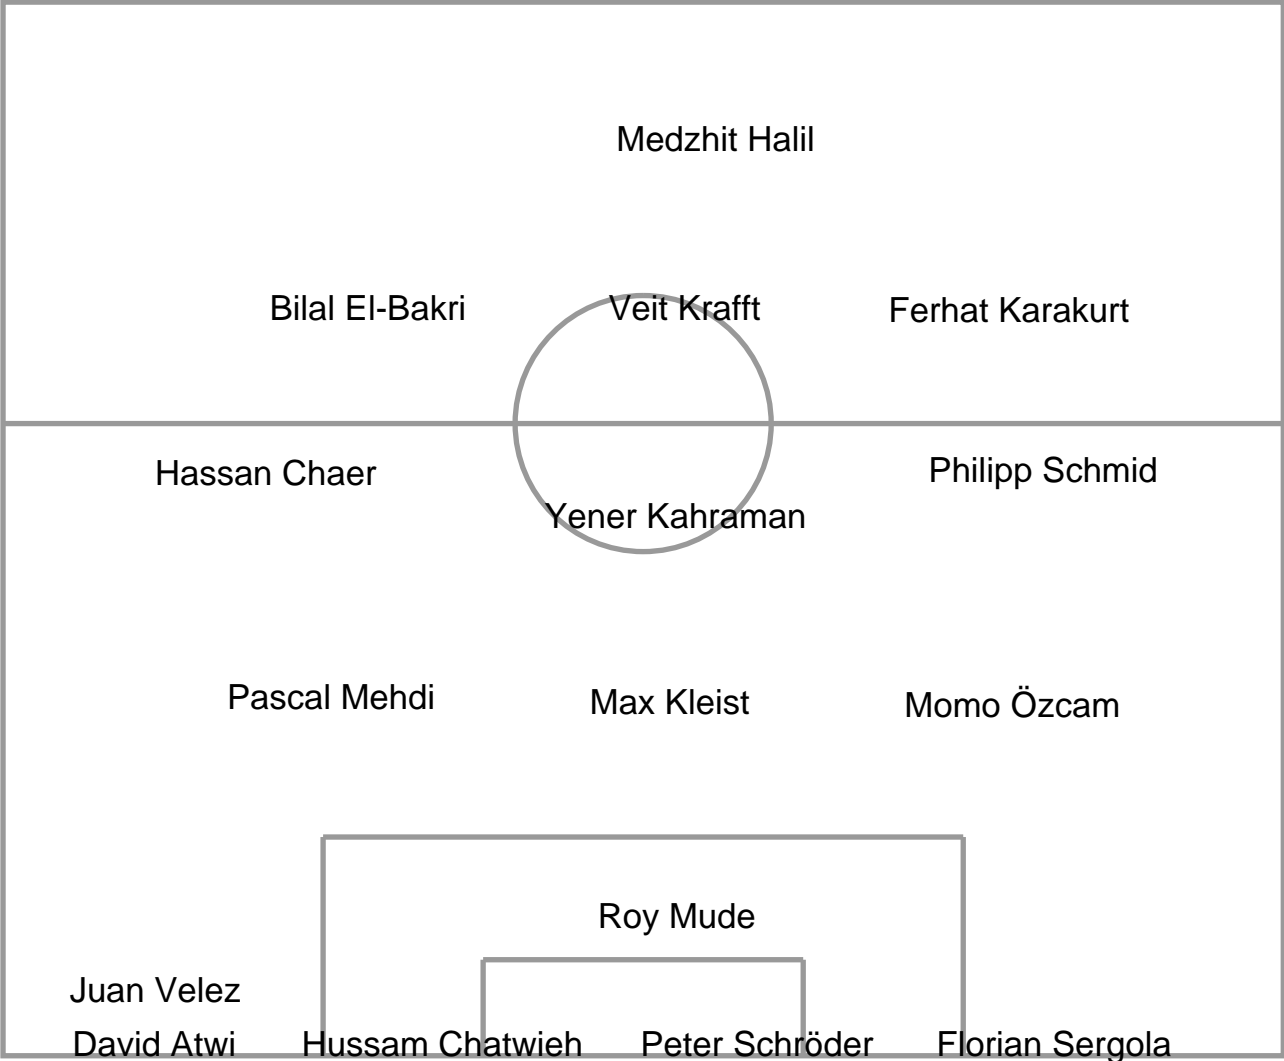 Medzhit Halil
Bilal El-Bakri Veit Krafft Ferhat Karakurt
Hassan Chaer Philipp Schmid
Yener Kahraman
Pascal Mehdi Max Kleist Momo Özcam
Roy Mude
Juan Velez
David Atwi Hussam Chatwieh Peter Schröder Florian Sergola